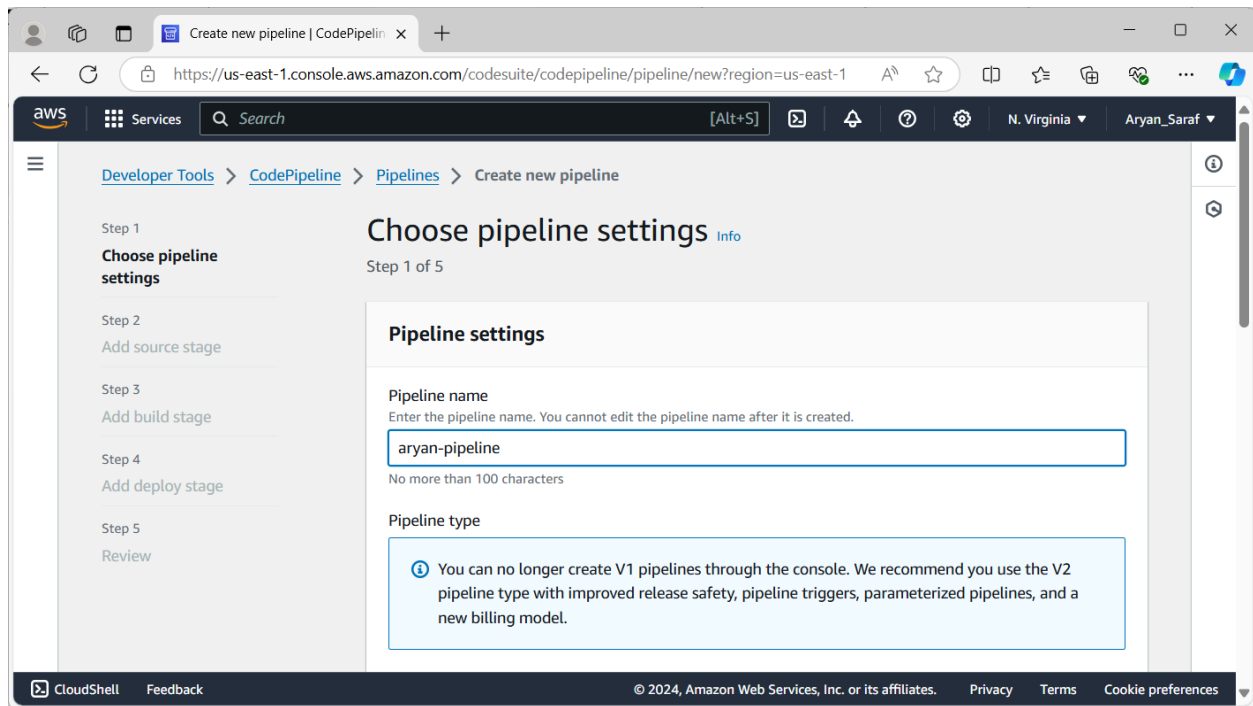 Create new pipeline | CodePipelin
https://us-east-1.console.aws.amazon.com/codesuite/codepipeline/pipeline/new?region=us-east-1
aws Services Search [Alt+S] N. Virginia ▼ Aryan_Saraf ▼
Developer Tools > CodePipeline > Pipelines > Create new pipeline
Step 1
Choose pipeline
settings
Step 2
Add source stage
Step 3
Add build stage
Step 4
Add deploy stage
Step 5
Review
Choose pipeline settings Info
Step 1 of 5
Pipeline settings
Pipeline name
Enter the pipeline name. You cannot edit the pipeline name after it is created.
aryan-pipeline
No more than 100 characters
Pipeline type
You can no longer create V1 pipelines through the console. We recommend you use the V2
pipeline type with improved release safety, pipeline triggers, parameterized pipelines, and a
new billing model.
CloudShell Feedback © 2024, Amazon Web Services, Inc. or its affiliates. Privacy Terms Cookie preferences